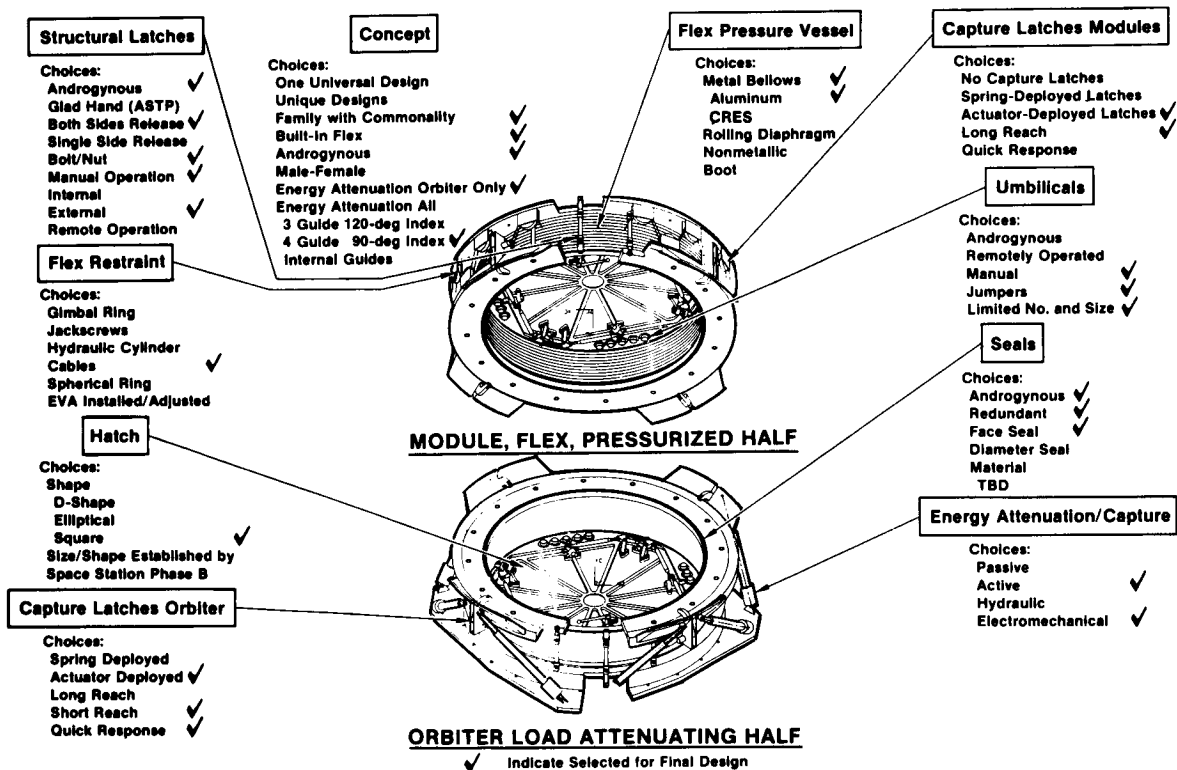 Structural Latches
Choices:
Androgynous ✓
Glad Hand (ASTP)
Both Sides Release ✓
Single Side Release
Bolt/Nut ✓
Manual Operation ✓
Internal
External ✓
Remote Operation
Flex Restraint
Choices:
Gimbal Ring
Jackscrews
Hydraulic Cylinder
Cables ✓
Spherical Ring
EVA Installed/Adjusted
Hatch
Choices:
Shape
D-Shape
Elliptical
Square ✓
Size/Shape Established by
Space Station Phase B
Capture Latches Orbiter
Choices:
Spring Deployed
Actuator Deployed ✓
Long Reach
Short Reach ✓
Quick Response ✓
Concept
Choices:
One Universal Design
Unique Designs
Family with Commonality ✓
Built-in Flex ✓
Androgynous ✓
Male-Female
Energy Attenuation Orbiter Only ✓
Energy Attenuation All
3 Guide 120-deg Index
4 Guide 90-deg Index ✓
Internal Guides
Flex Pressure Vessel
Choices:
Metal Bellows ✓
Aluminum ✓
CRES
Rolling Diaphragm
Nonmetallic
Boot
MODULE, FLEX, PRESSURIZED HALF
ORBITER LOAD ATTENUATING HALF
✓ Indicate Selected for Final Design
Capture Latches Modules
Choices:
No Capture Latches
Spring-Deployed Latches
Actuator-Deployed Latches ✓
Long Reach ✓
Quick Response
Umbilicals
Choices:
Androgynous
Remotely Operated
Manual ✓
Jumpers ✓
Limited No. and Size ✓
Seals
Choices:
Androgynous ✓
Redundant ✓
Face Seal ✓
Diameter Seal
Material
TBD
Energy Attenuation/Capture
Choices:
Passive
Active ✓
Hydraulic
Electromechanical ✓